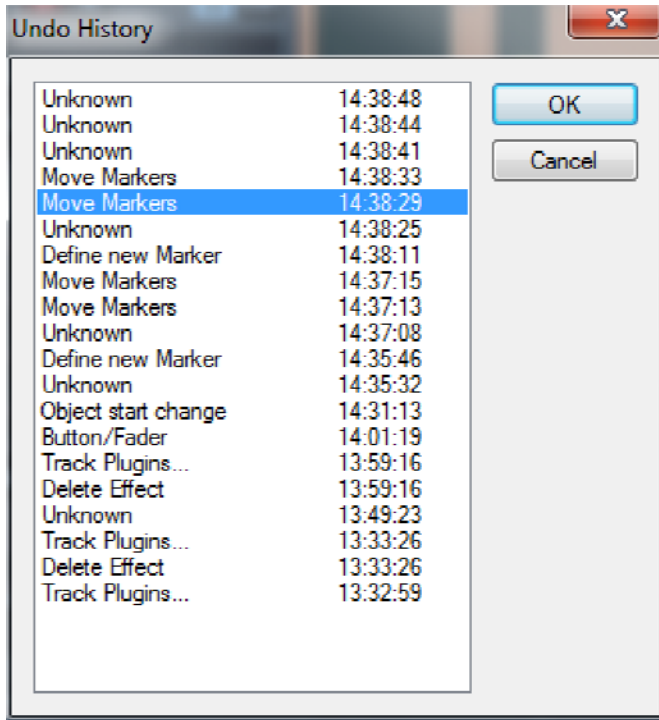 Undo History
Unknown 14:38:48
Unknown 14:38:44
Unknown 14:38:41
Move Markers 14:38:33
Move Markers 14:38:29
Unknown 14:38:25
Define new Marker 14:38:11
Move Markers 14:37:15
Move Markers 14:37:13
Unknown 14:37:08
Define new Marker 14:35:46
Unknown 14:35:32
Object start change 14:31:13
Button/Fader 14:01:19
Track Plugins... 13:59:16
Delete Effect 13:59:16
Unknown 13:49:23
Track Plugins... 13:33:26
Delete Effect 13:33:26
Track Plugins... 13:32:59
OK
Cancel